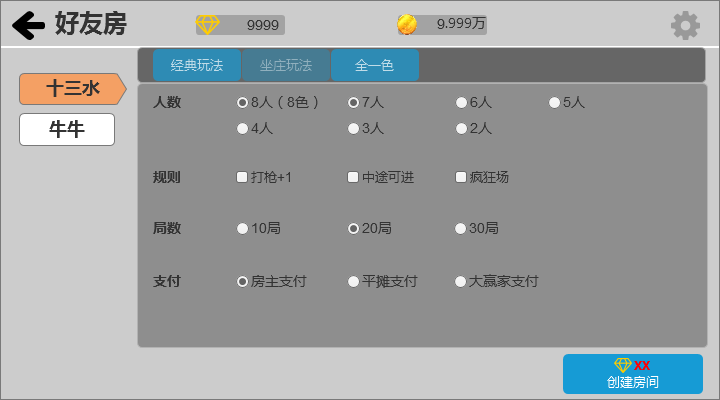 好友房 9999 9.999万
十三水
牛牛
经典玩法 坐庄玩法 全一色
人数 8人（8色） 7人 6人 5人
4人 3人 2人
规则 打枪+1 中途可进 疯狂场
局数 10局 20局 30局
支付 房主支付 平摊支付 大赢家支付
xx
创建房间